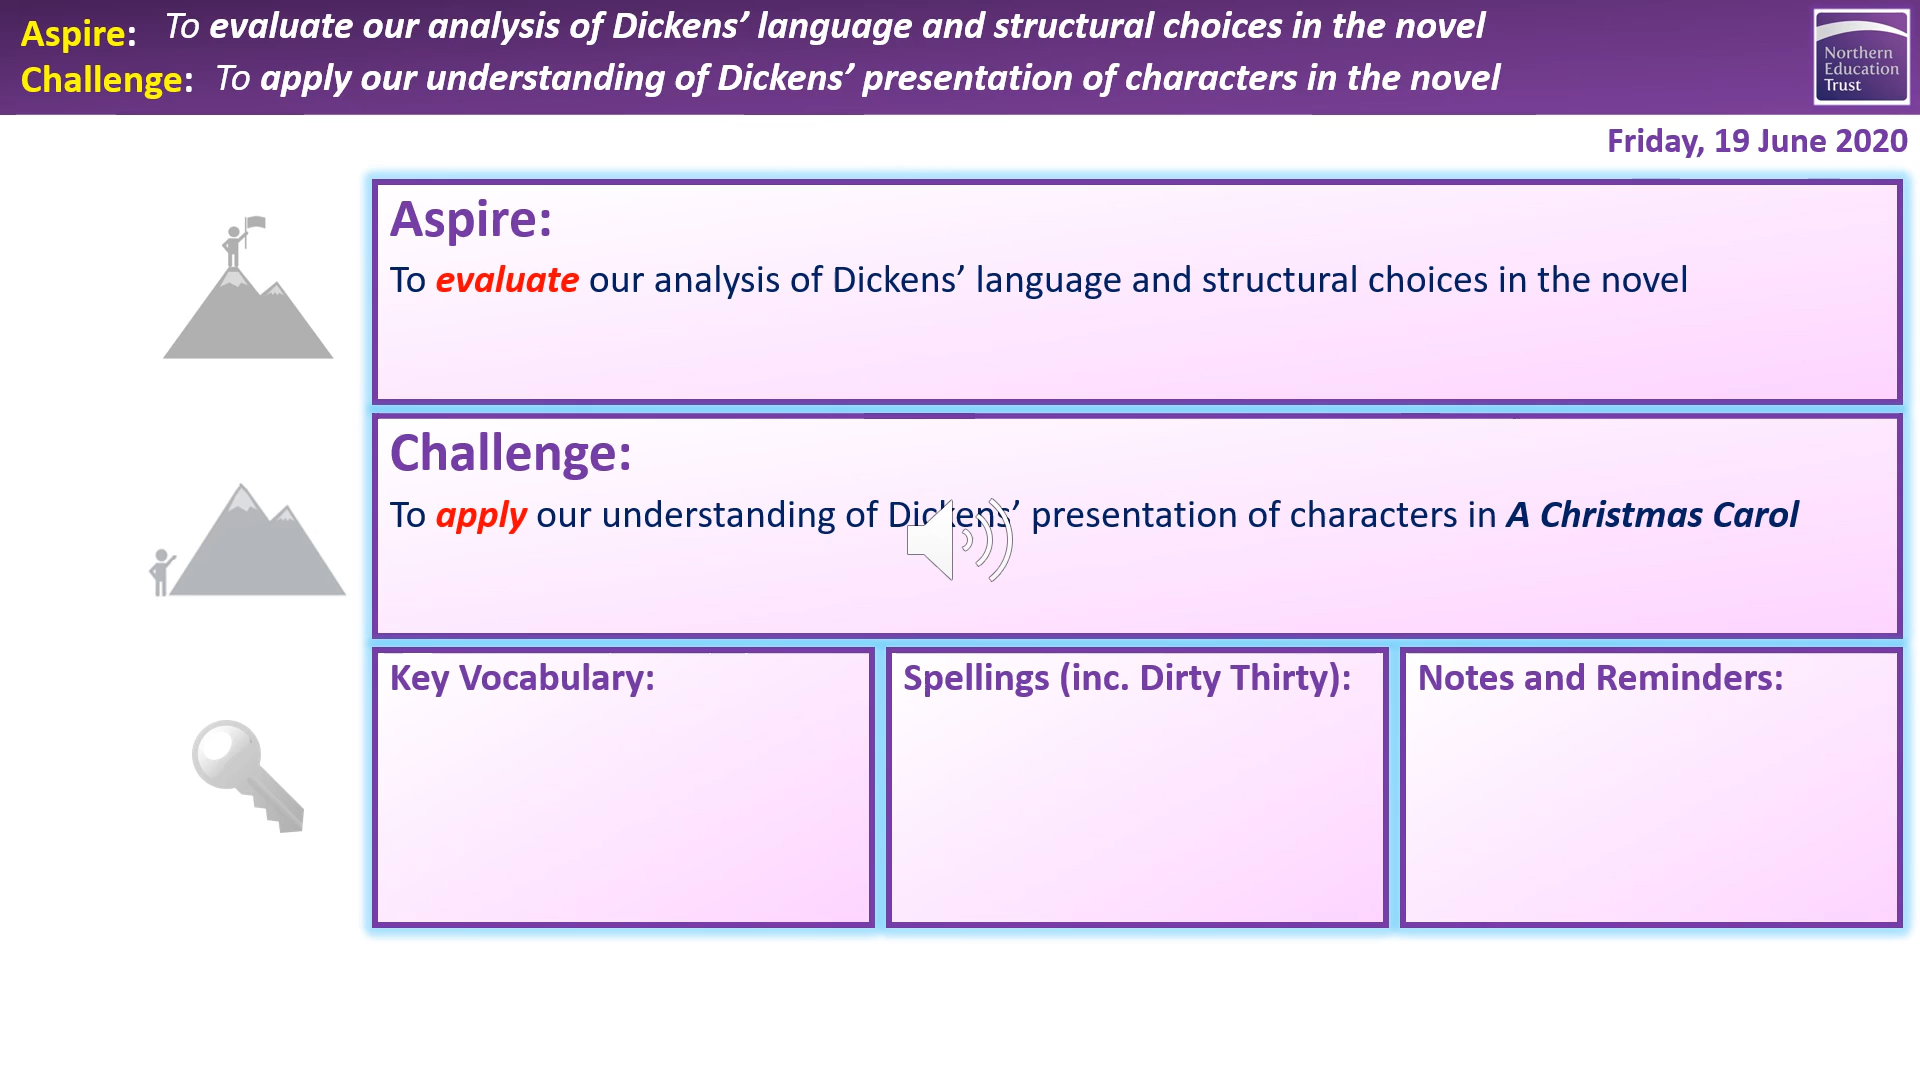 Aspire: To evaluate our analysis of Dickens’ language and structural choices in the novel
Challenge: To apply our understanding of Dickens’ presentation of characters in the novel
Northern
Education
Trust
Friday, 19 June 2020
Aspire:
To evaluate our analysis of Dickens’ language and structural choices in the novel
Challenge:
To apply our understanding of Dickens’ presentation of characters in A Christmas Carol
Key Vocabulary:
Spellings (inc. Dirty Thirty):
Notes and Reminders: